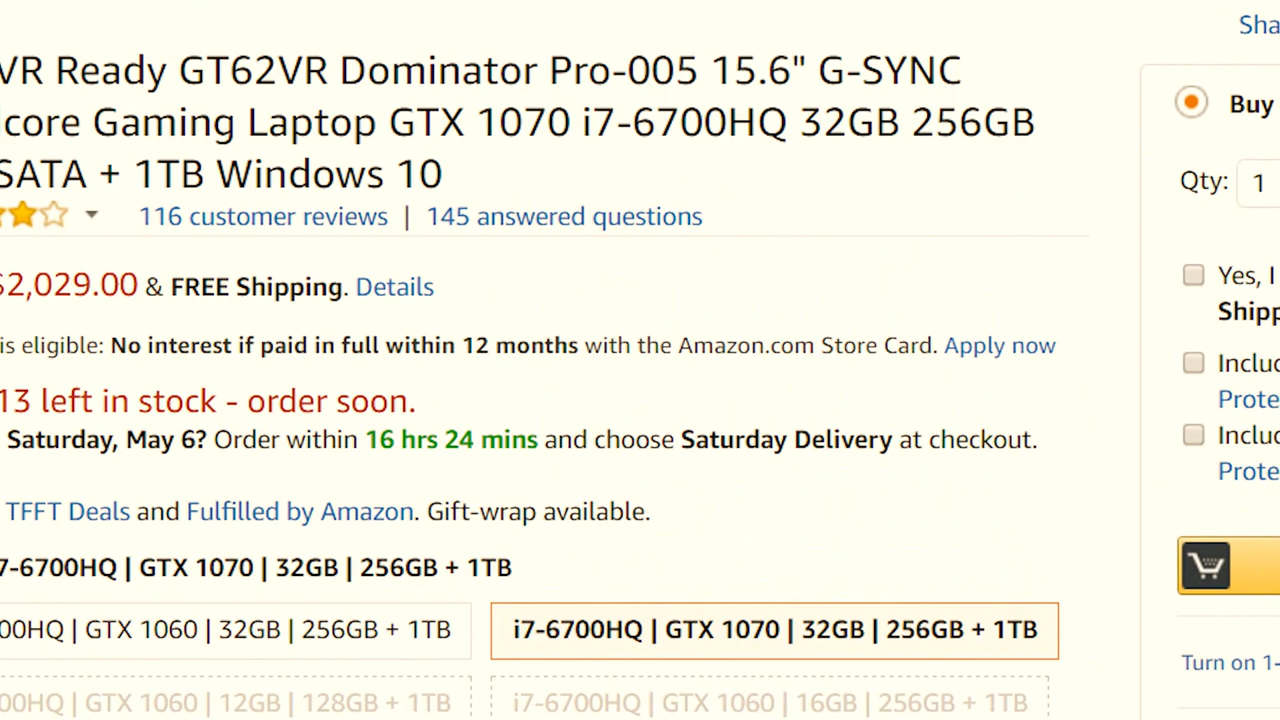 Sha
VR Ready GT62VR Dominator Pro-005 15.6" G-SYNC
core Gaming Laptop GTX 1070 i7-6700HQ 32GB 256GB
SATA + 1TB Windows 10
116 customer reviews | 145 answered questions
$2,029.00 & FREE Shipping. Details
is eligible: No interest if paid in full within 12 months with the Amazon.com Store Card. Apply now
13 left in stock - order soon.
Saturday, May 6? Order within 16 hrs 24 mins and choose Saturday Delivery at checkout.
TFFT Deals and Fulfilled by Amazon. Gift-wrap available.
7-6700HQ | GTX 1070 | 32GB | 256GB + 1TB
00HQ | GTX 1060 | 32GB | 256GB + 1TB
i7-6700HQ | GTX 1070 | 32GB | 256GB + 1TB
00HQ | GTX 1060 | 12GB | 128GB + 1TB
i7-6700HQ | GTX 1060 | 16GB | 256GB + 1TB
Buy
Qty: 1
Yes, I
Shipp
Includ
Prote
Includ
Prote
Turn on 1-